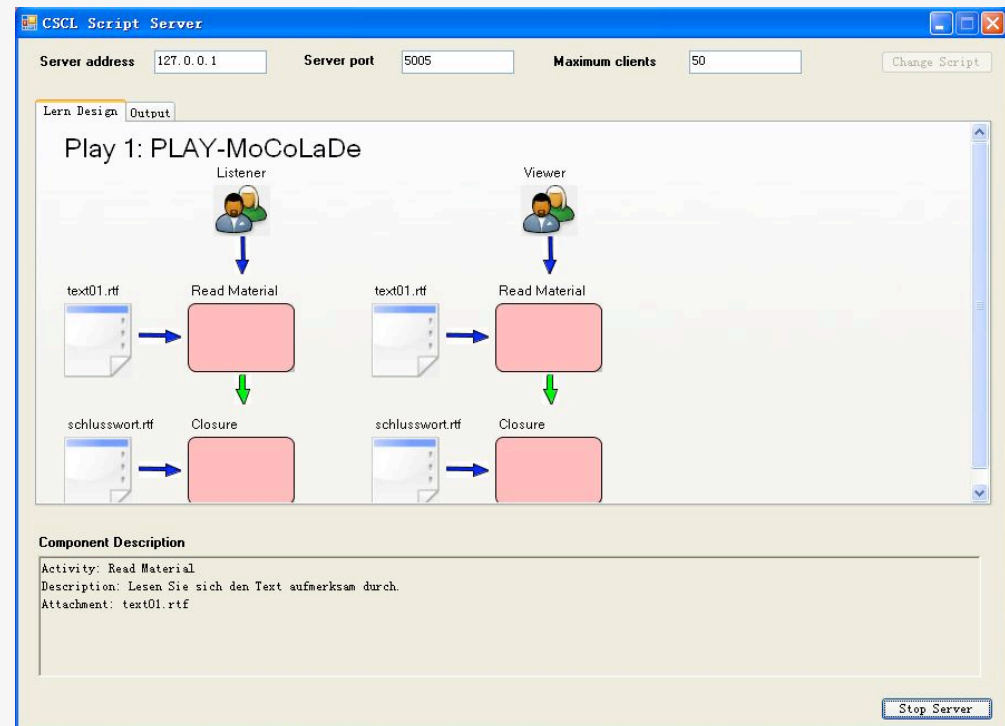 CSCL Script Server
Server address 127.0.0.1 Server port 5005 Maximum clients 50 Change Script
Lern Design Output
Play 1: PLAY-MoCoLaDe
Listener Viewer
text01.rtf Read Material text01.rtf Read Material
schlusswort.rtf Closure schlusswort.rtf Closure
Component Description
Activity: Read Material
Description: Lesen Sie sich den Text aufmerksam durch.
Attachment: text01.rtf
Stop Server